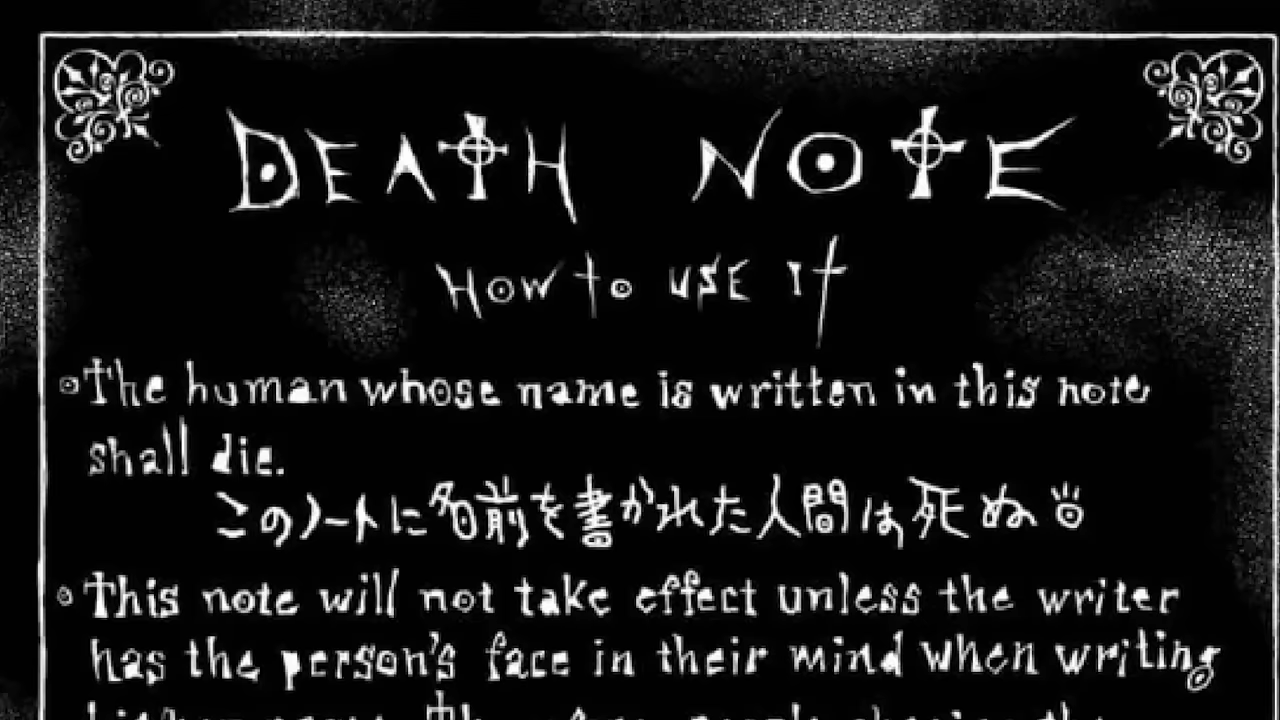 DEATH NOTE
HOW to USE It
The human whose name is written in this note
shall die.
このノートに名前を書かれた人間は死ぬ
This note will not take effect unless the writer
has the person's face in their mind when writing